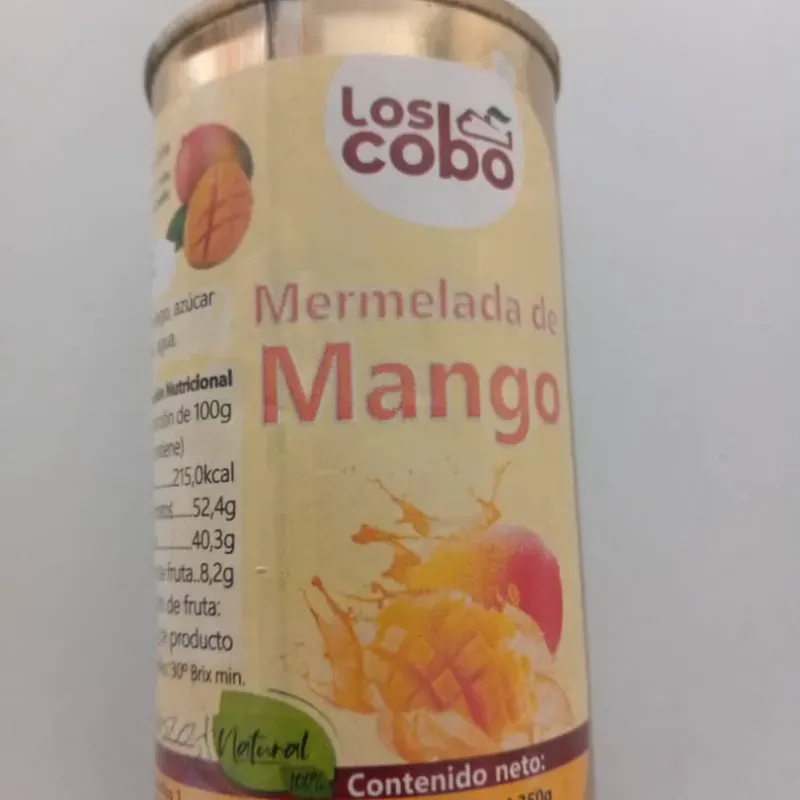 Los
cobo
Mermelada de
Mango
azúcar
agua.
Nutricional
de 100g
215,0kcal
52,4g
40,3g
fruta..8,2g
de fruta:
producto
30º Brix min.
Natural
100%
Contenido neto: